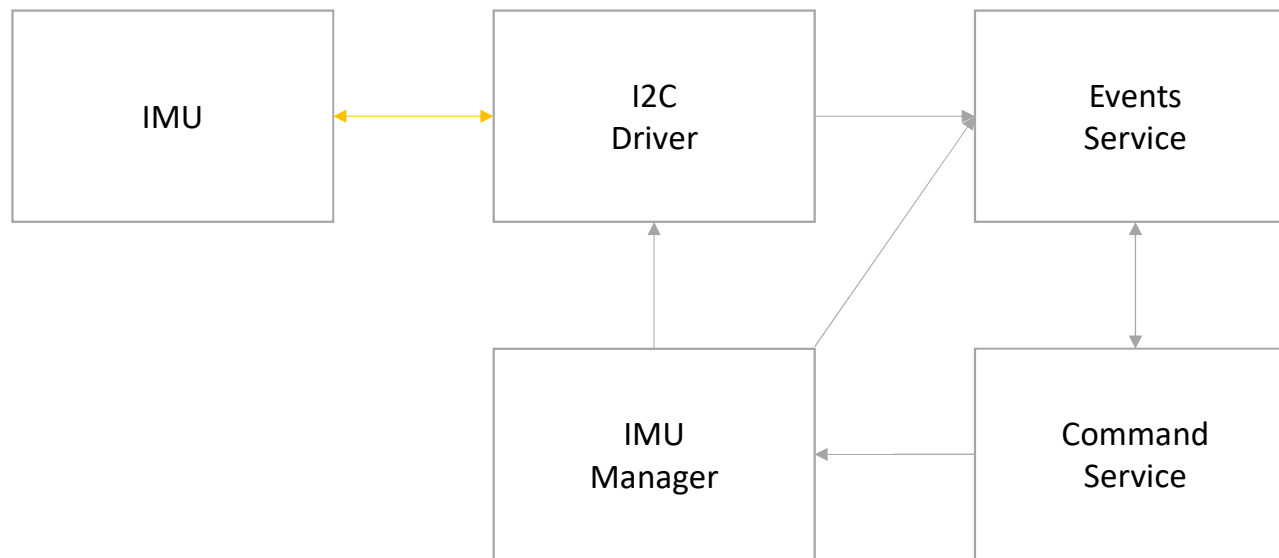 IMU
I2C
Driver
Events
Service
IMU
Manager
Command
Service